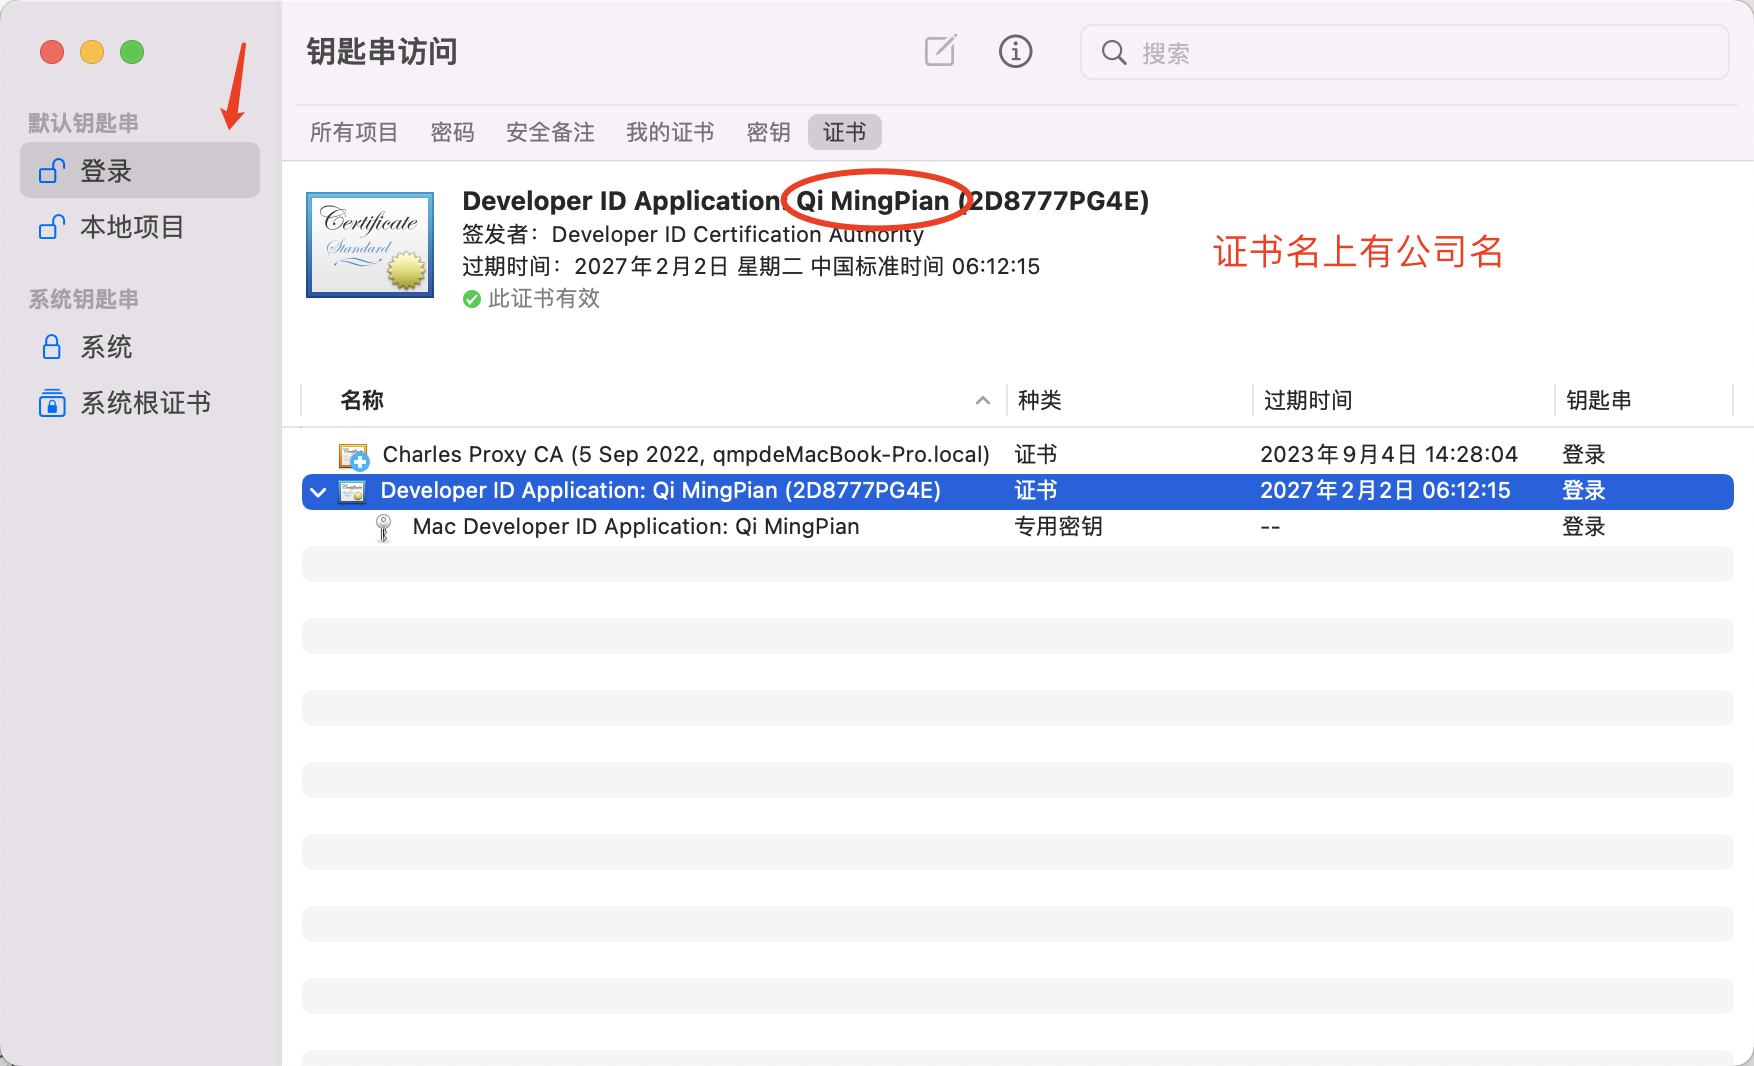 钥匙串访问
搜索
默认钥匙串
登录
本地项目
系统钥匙串
系统
系统根证书
所有项目 密码 安全备注 我的证书 密钥 证书
Certificate
Standard
Developer ID Application: Qi MingPian (2D8777PG4E)
签发者：Developer ID Certification Authority
过期时间：2027年2月2日 星期二 中国标准时间 06:12:15
此证书有效
证书名上有公司名
名称 种类 过期时间 钥匙串
Charles Proxy CA (5 Sep 2022, qmpdeMacBook-Pro.local) 证书 2023年9月4日 14:28:04 登录
Developer ID Application: Qi MingPian (2D8777PG4E) 证书 2027年2月2日 06:12:15 登录
Mac Developer ID Application: Qi MingPian 专用密钥 -- 登录